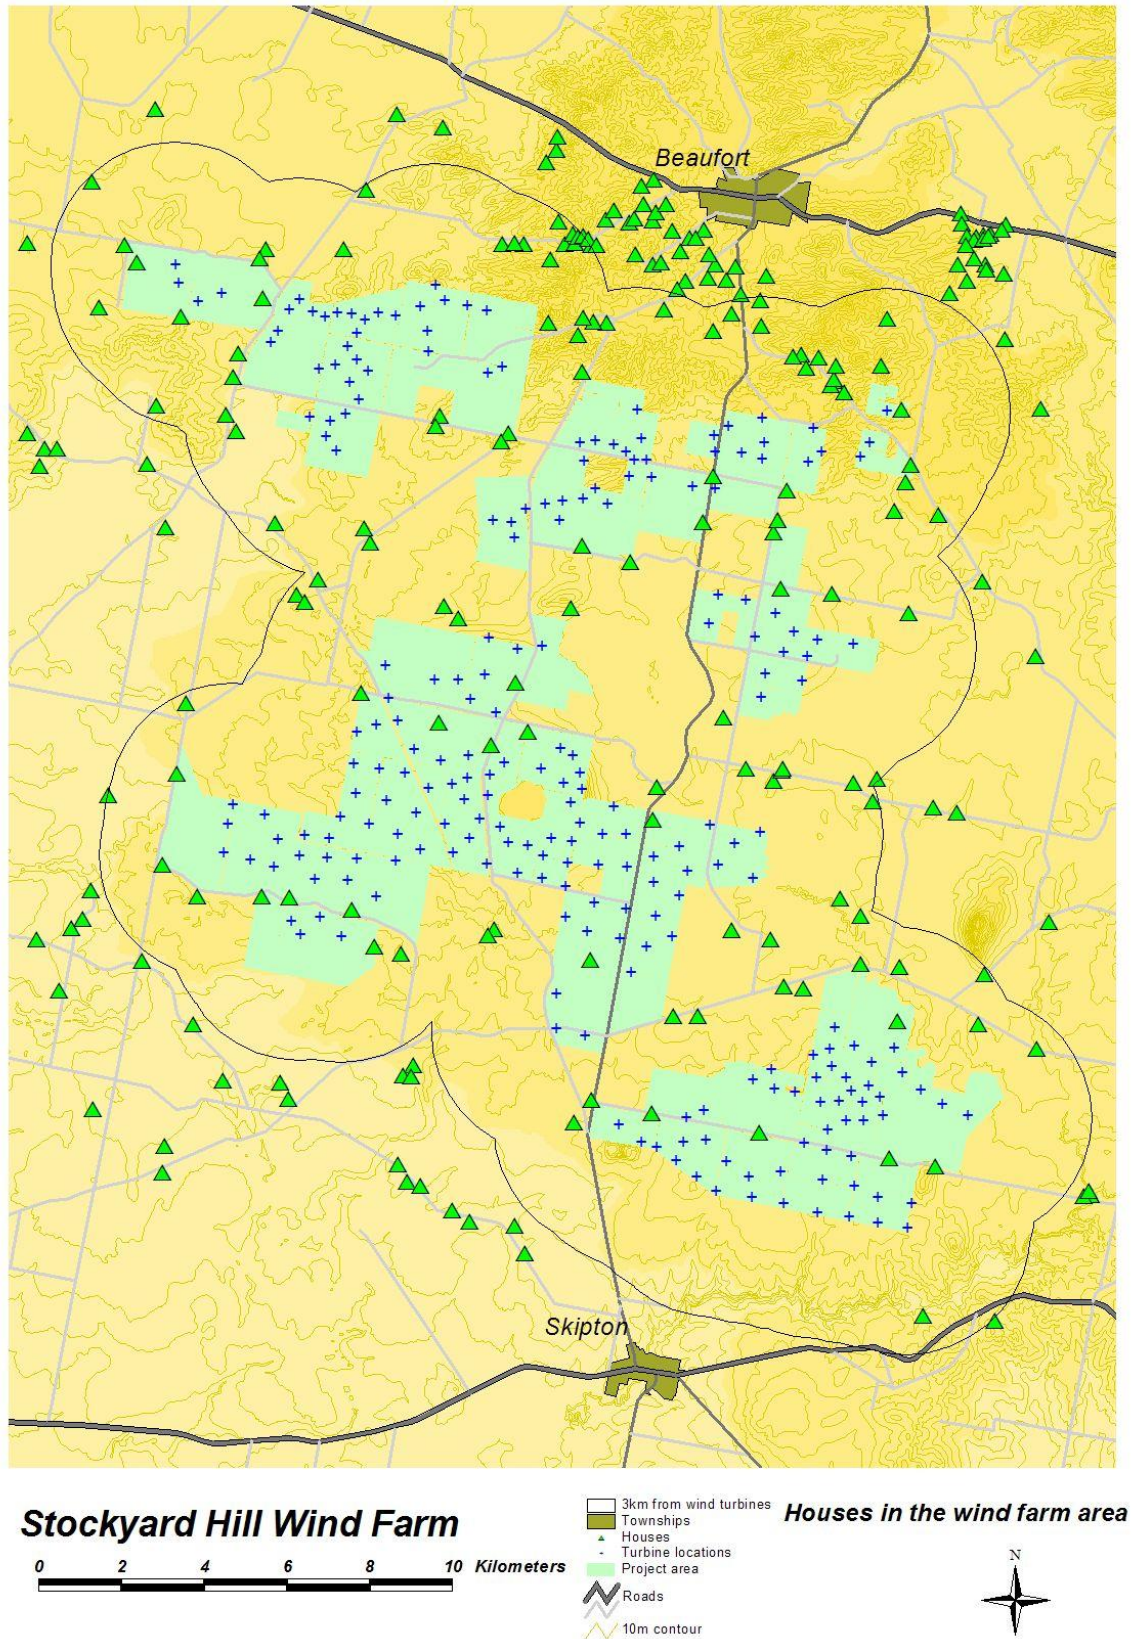 Beaufort
Skipton
Stockyard Hill Wind Farm
0 2 4 6 8 10 Kilometers
3km from wind turbines
Townships
Houses
Turbine locations
Project area
Roads
10m contour
Houses in the wind farm area
N